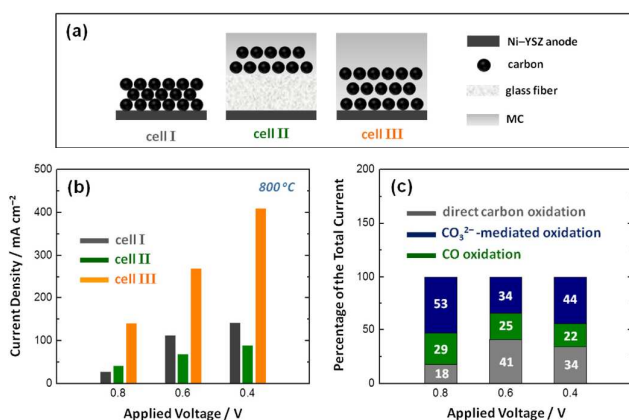 (a)
cell I
cell II
cell III
Ni–YSZ anode
carbon
glass fiber
MC
(b)
800 °C
cell I
cell II
cell III
Current Density / mA cm⁻²
500
400
300
200
100
0
0.8 0.6 0.4
Applied Voltage / V
(c)
direct carbon oxidation
CO₃²⁻-mediated oxidation
CO oxidation
Percentage of the Total Current
200
100
100
50
0
53 34 44
29 25 22
18 41 34
0.8 0.6 0.4
Applied Voltage / V